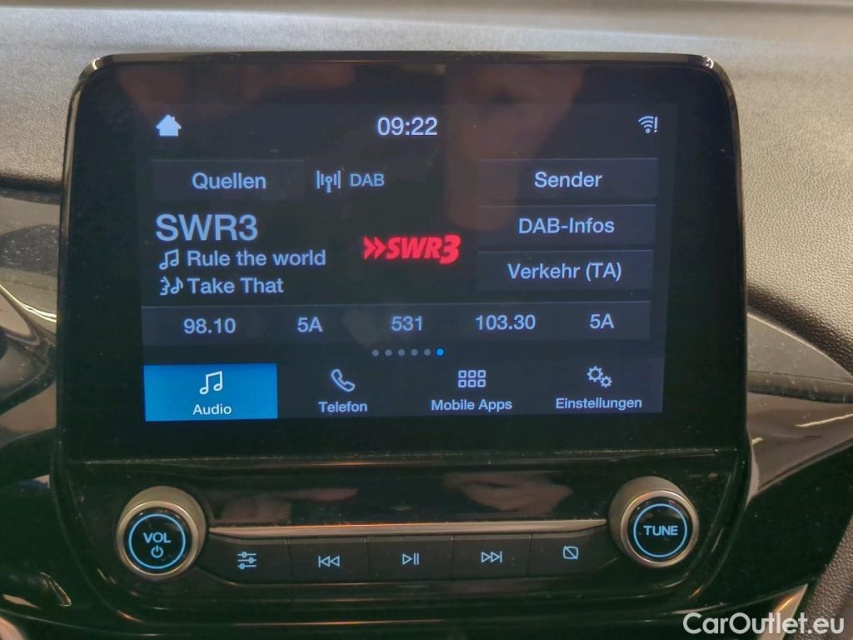 09:22
Quellen
DAB
Sender
SWR3
SWR3
DAB-Infos
Rule the world
Take That
Verkehr (TA)
98.10 5A 531 103.30 5A
Audio Telefon Mobile Apps Einstellungen
VOL
TUNE
CarOutlet.eu